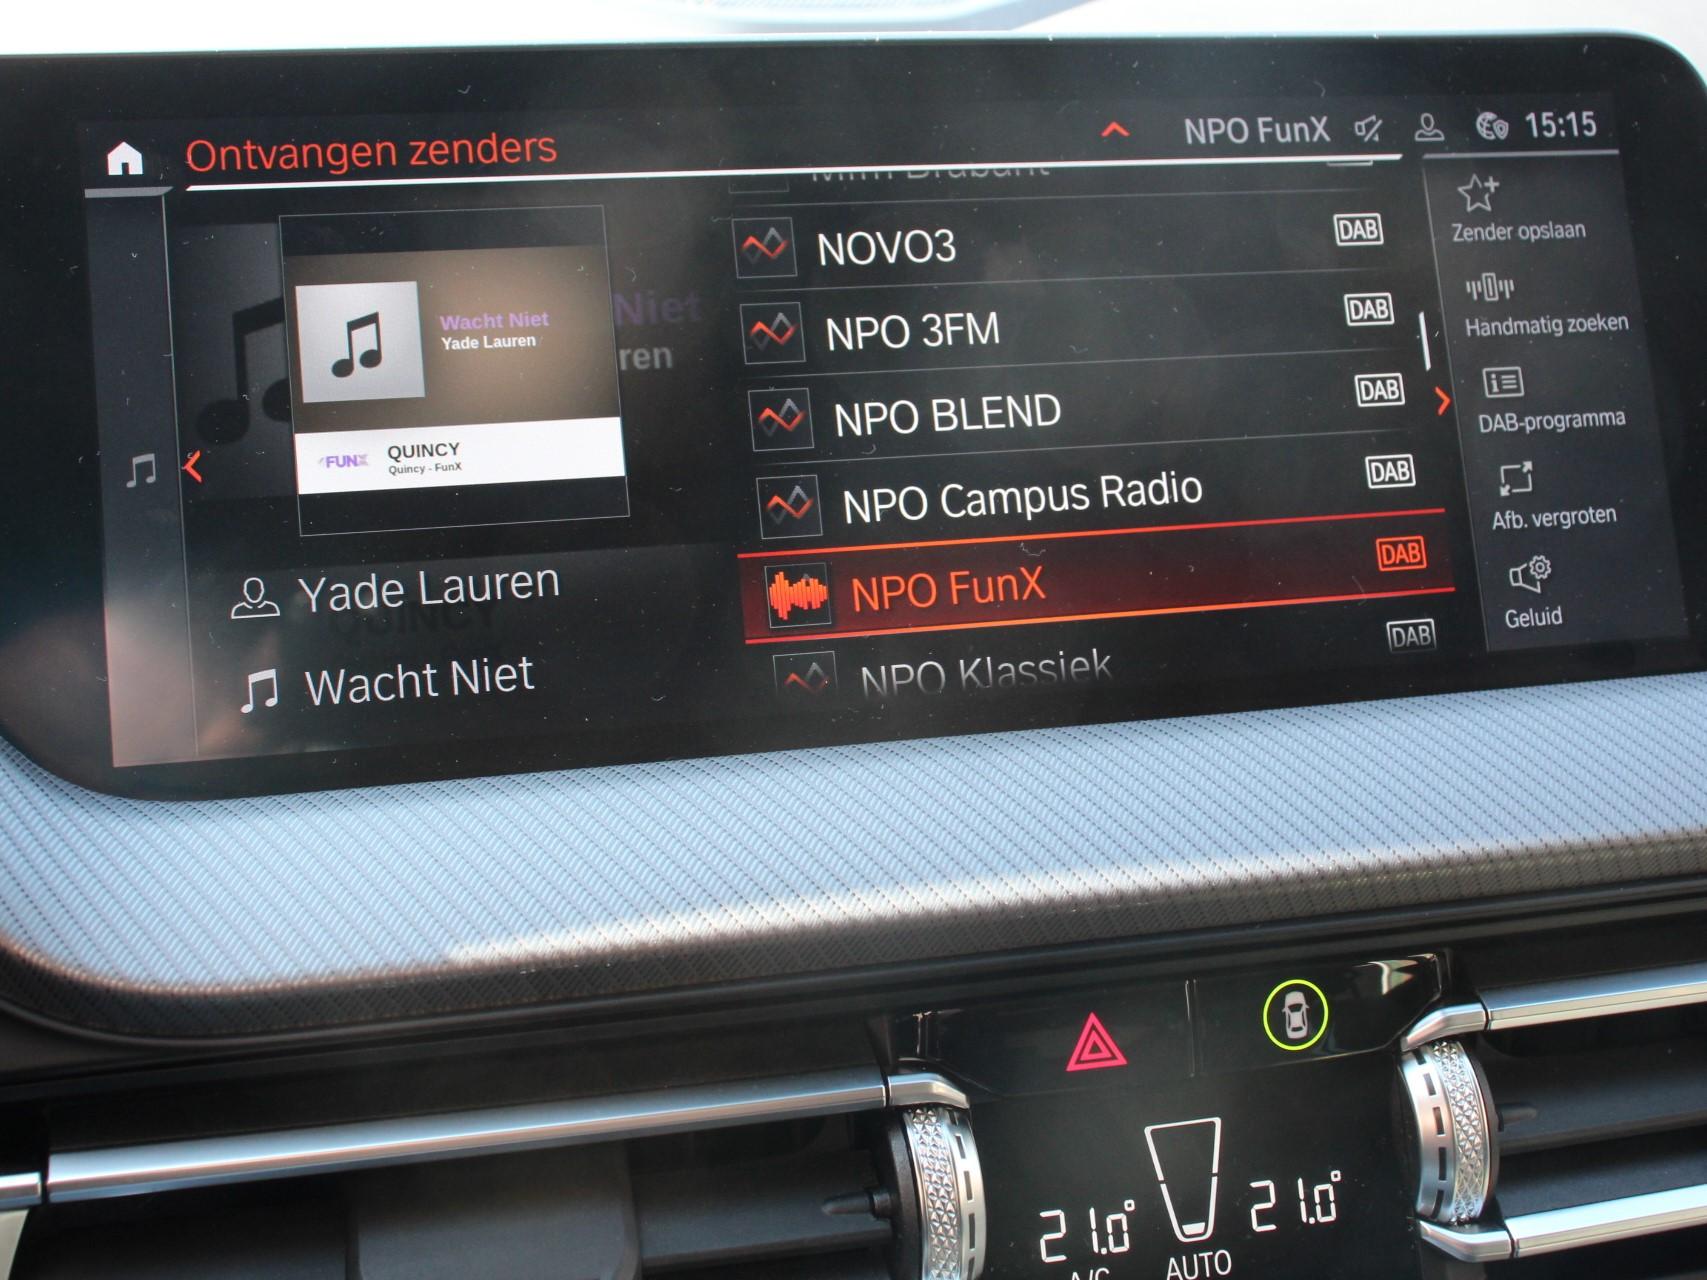 Ontvangen zenders
NPO FunX
15:15
Wacht Niet
Yade Lauren
Niet
ren
FUNX
QUINCY
Quincy - FunX
Yade Lauren
Wacht Niet
NOVO3 DAB
NPO 3FM DAB
NPO BLEND DAB
NPO Campus Radio DAB
NPO FunX DAB
NPO Klassiek DAB
Zender opslaan
Handmatig zoeken
DAB-programma
Afb. vergroten
Geluid
21.0°
21.0°
A/C
AUTO